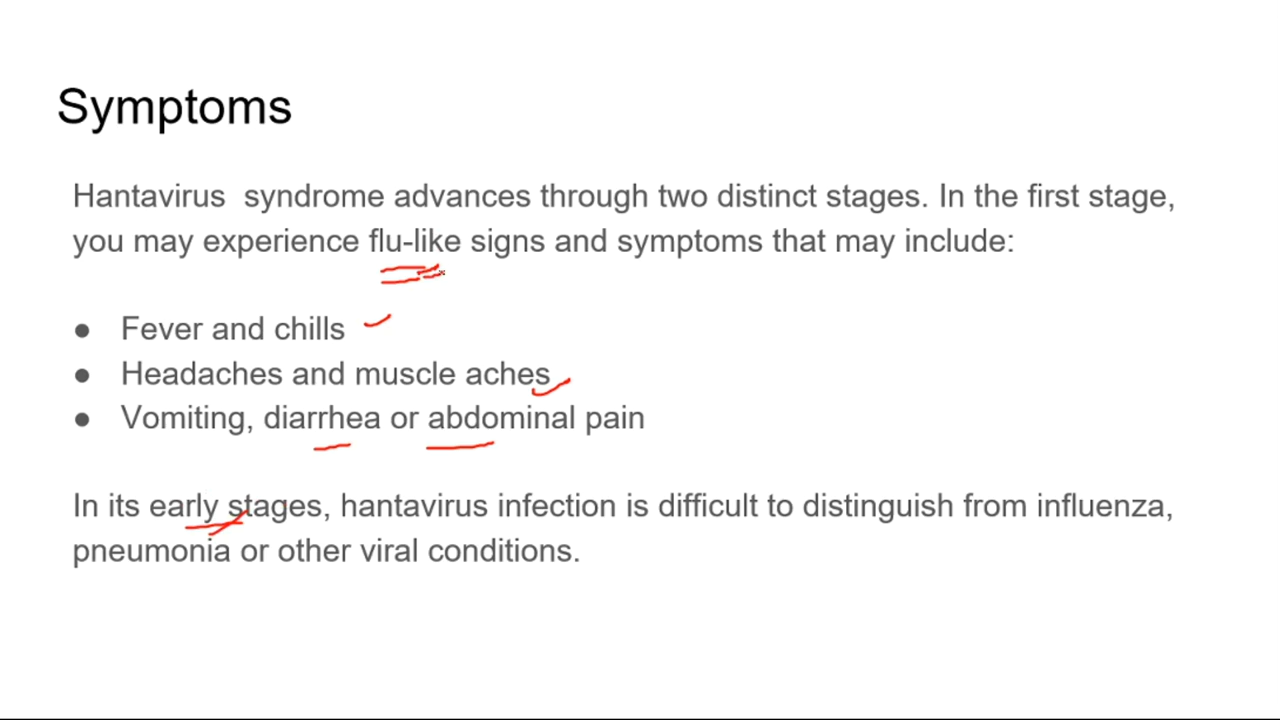 Symptoms
Hantavirus  syndrome advances through two distinct stages. In the first stage,
you may experience flu-like signs and symptoms that may include:
● Fever and chills
● Headaches and muscle aches
● Vomiting, diarrhea or abdominal pain
In its early stages, hantavirus infection is difficult to distinguish from influenza,
pneumonia or other viral conditions.